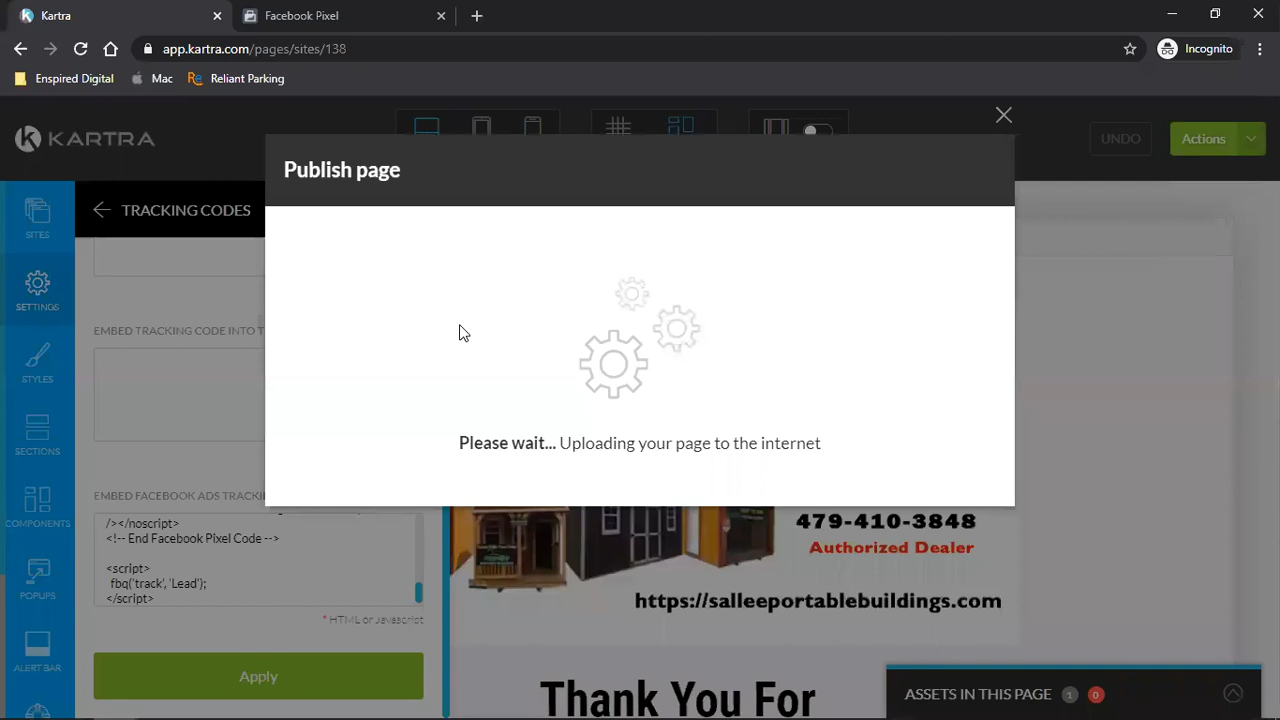 Kartra
Facebook Pixel
app.kartra.com/pages/sites/138
Incognito
Enspired Digital
Mac
Reliant Parking
KARTRA
UNDO
Actions
Publish page
SITES
TRACKING CODES
SETTINGS
EMBED TRACKING CODE INTO T
STYLES
Please wait... Uploading your page to the internet
SECTIONS
EMBED FACEBOOK ADS TRACKI
/></noscript>
<!-- End Facebook Pixel Code -->
<script>
fbq('track', 'Lead');
</script>
COMPONENTS
479-410-3848
Authorized Dealer
https://salleeportablebuildings.com
POPUPS
* HTML or Javascript
ALERT BAR
Apply
Thank You For
ASSETS IN THIS PAGE 1 0